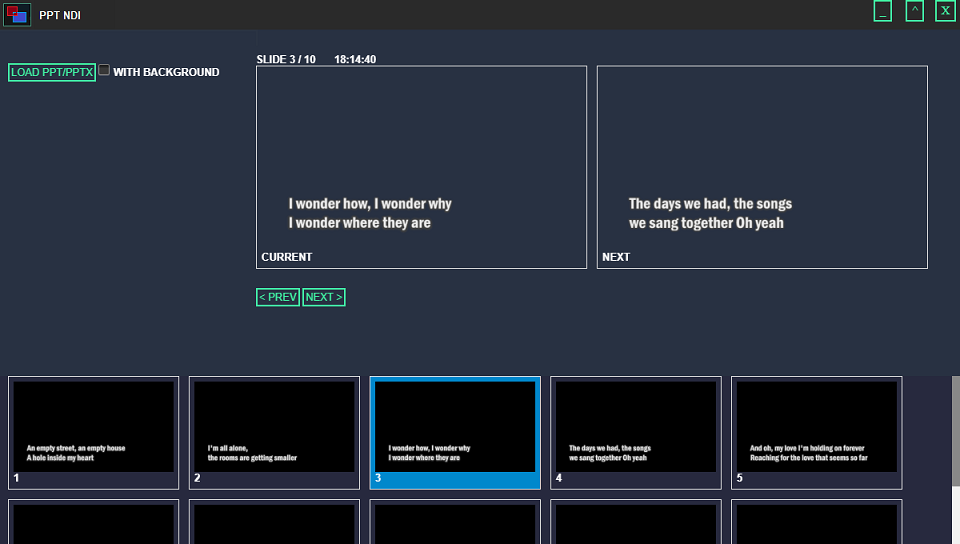 PPT NDI
_ ^ X
LOAD PPT/PPTX WITH BACKGROUND
SLIDE 3 / 10 18:14:40
I wonder how, I wonder why
I wonder where they are
CURRENT
The days we had, the songs
we sang together Oh yeah
NEXT
< PREV NEXT >
An empty street, an empty house
A hole inside my heart
1
I'm all alone,
the rooms are getting smaller
2
I wonder how, I wonder why
I wonder where they are
3
The days we had, the songs
we sang together Oh yeah
4
And oh, my love I'm holding on forever
Reaching for the love that seems so far
5